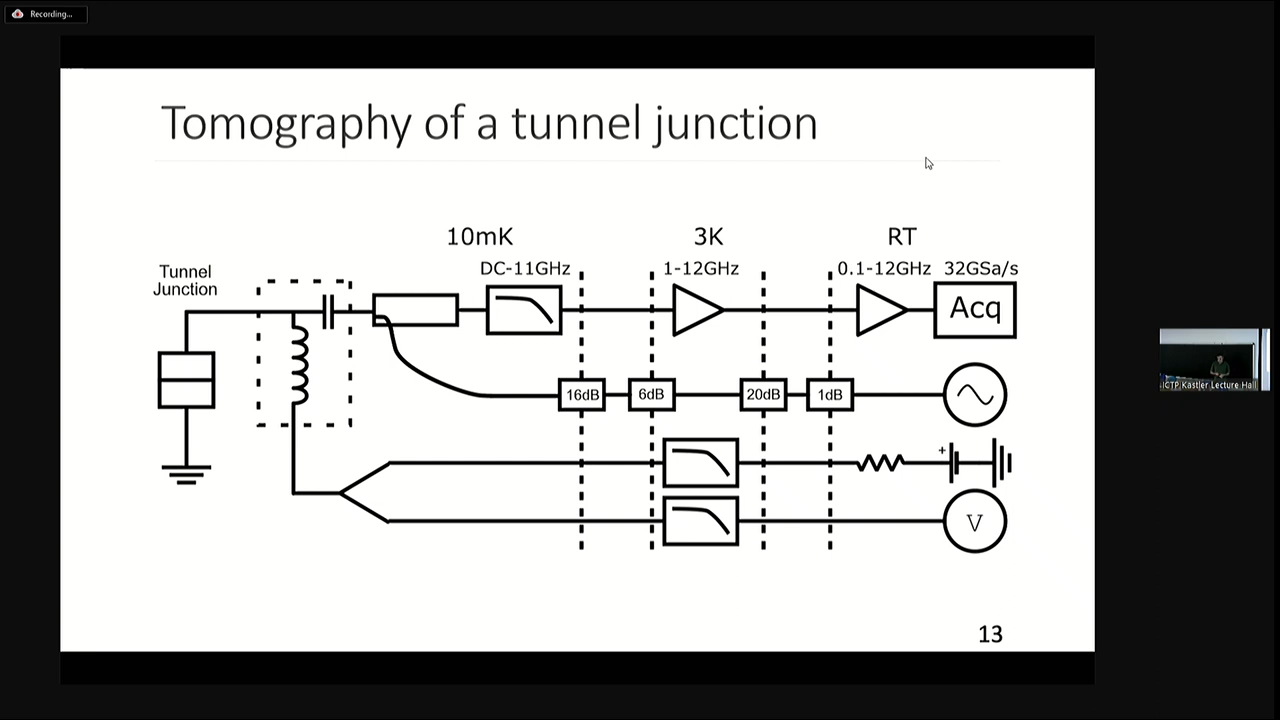 Recording...
Tomography of a tunnel junction
10mK
3K
RT
DC-11GHz
1-12GHz
0.1-12GHz
32GSa/s
Tunnel
Junction
Acq
16dB
6dB
20dB
1dB
+
V
13
ICTP Kastler Lecture Hall